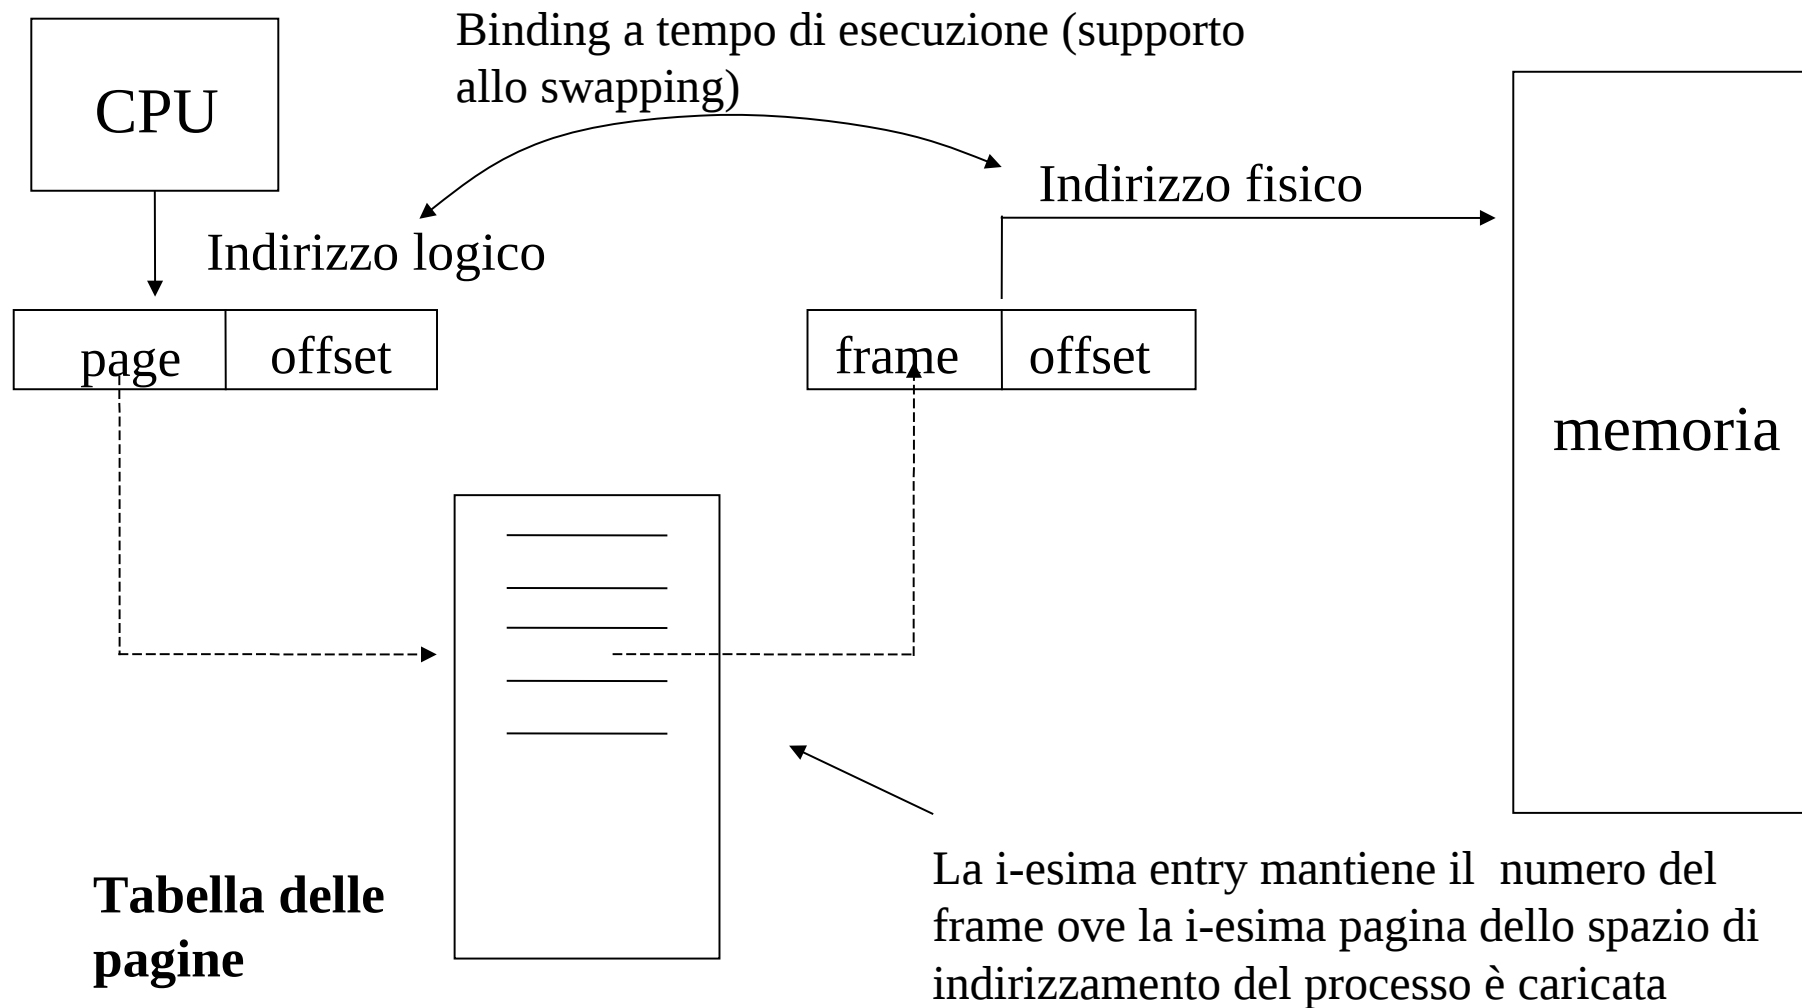 Binding a tempo di esecuzione (supporto
allo swapping)
CPU
Indirizzo fisico
Indirizzo logico
page offset
frame offset
memoria
La i-esima entry mantiene il numero del
frame ove la i-esima pagina dello spazio di
indirizzamento del processo è caricata
Tabella delle
pagine